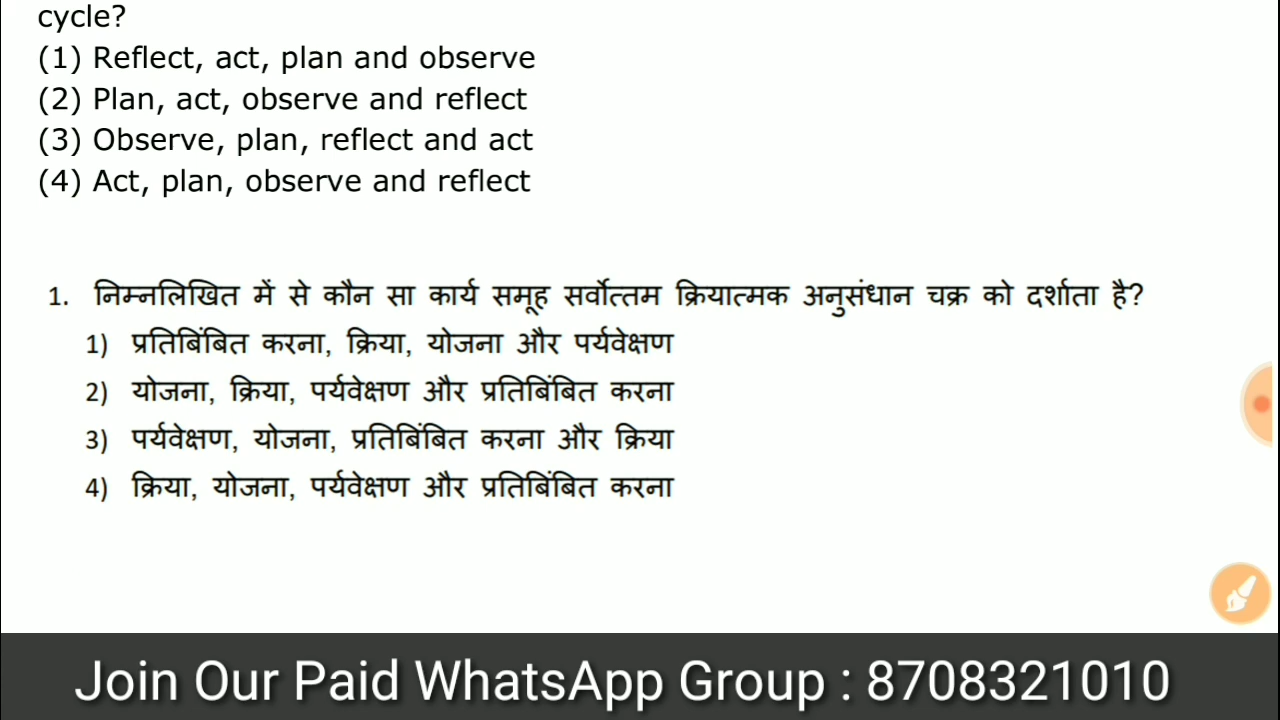 cycle?
(1) Reflect, act, plan and observe
(2) Plan, act, observe and reflect
(3) Observe, plan, reflect and act
(4) Act, plan, observe and reflect
1. निम्नलिखित में से कौन सा कार्य समूह सर्वोत्तम क्रियात्मक अनुसंधान चक्र को दर्शाता है?
1) प्रतिबिंबित करना, क्रिया, योजना और पर्यवेक्षण
2) योजना, क्रिया, पर्यवेक्षण और प्रतिबिंबित करना
3) पर्यवेक्षण, योजना, प्रतिबिंबित करना और क्रिया
4) क्रिया, योजना, पर्यवेक्षण और प्रतिबिंबित करना
Join Our Paid WhatsApp Group : 8708321010